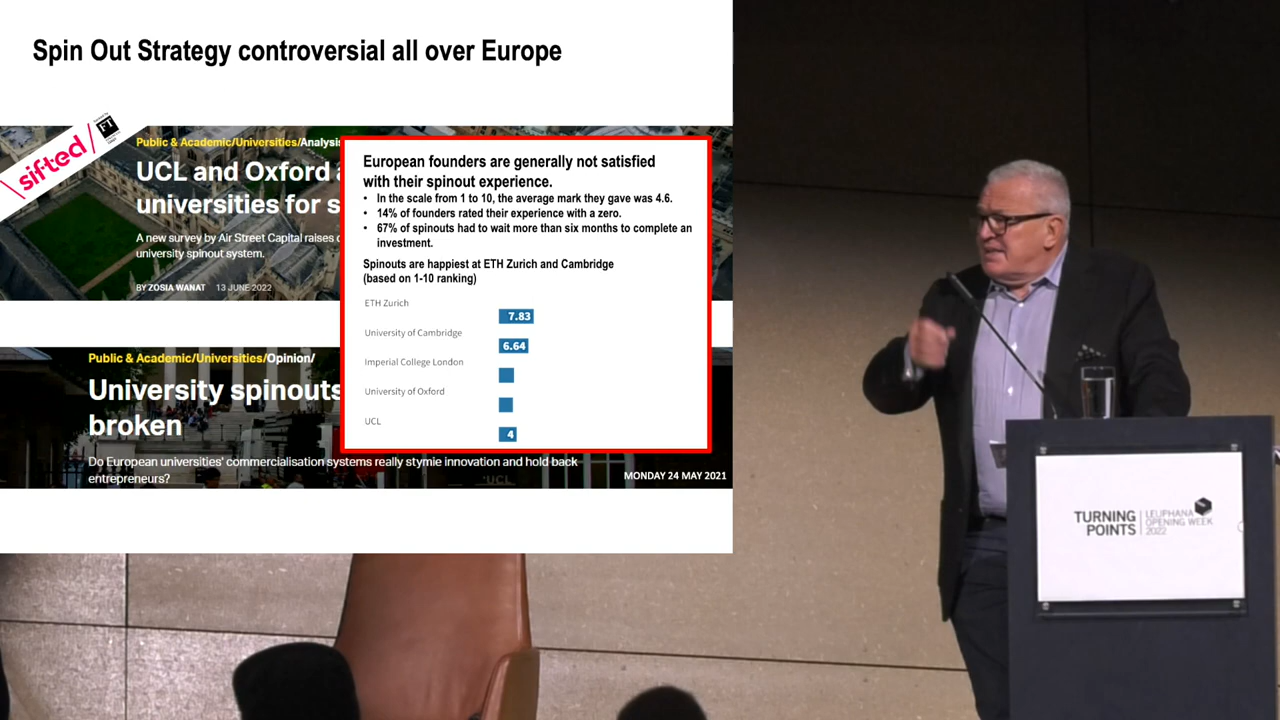 Spin Out Strategy controversial all over Europe
sifted/
FT
Public & Academic/Universities/Analysis
UCL and Oxford
universities for s
A new survey by Air Street Capital raises
university spinout system.
BY ZOSIA WANAT 13 JUNE 2022
European founders are generally not satisfied
with their spinout experience.
• In the scale from 1 to 10, the average mark they gave was 4.6.
• 14% of founders rated their experience with a zero.
• 67% of spinouts had to wait more than six months to complete an
investment.
Spinouts are happiest at ETH Zurich and Cambridge
(based on 1-10 ranking)
ETH Zurich
7.83
University of Cambridge
6.64
Imperial College London
University of Oxford
UCL
4
Public & Academic/Universities/Opinion/
University spinouts
broken
Do European universities' commercialisation systems really stymie innovation and hold back
entrepreneurs?
UCL
MONDAY 24 MAY 2021
TURNING
POINTS
LEUPHANA
OPENING WEEK
2022